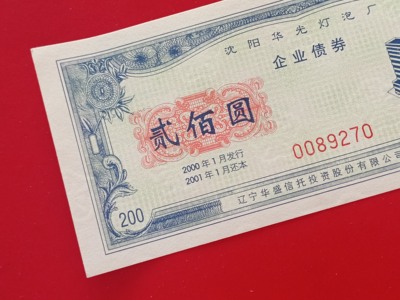 沈阳华光灯泡厂
企业债券
贰佰圆
0089270
2000年1月发行
2001年1月还本
辽宁华盛信托投资股份有限公司
200